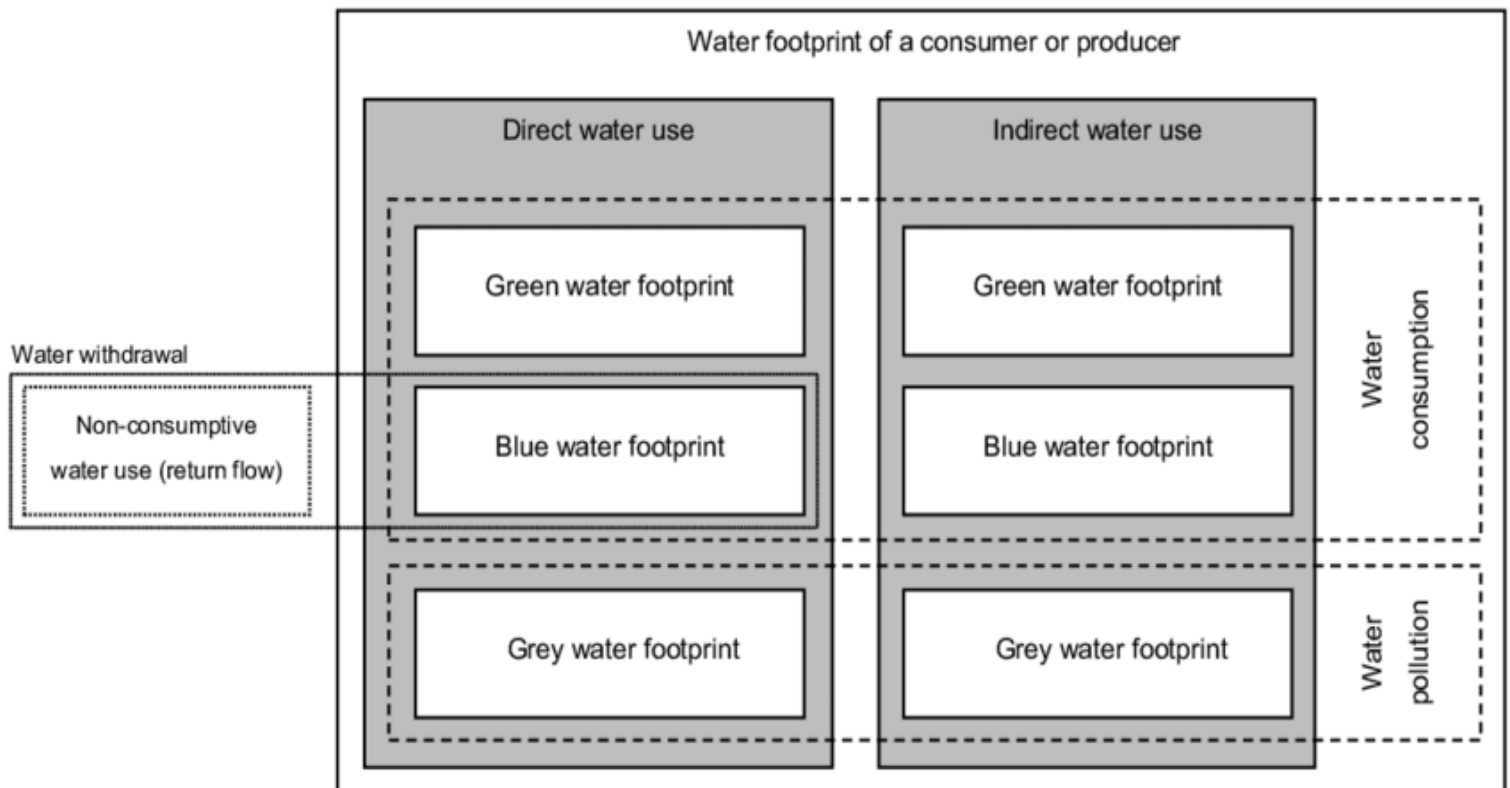 Water footprint of a consumer or producer
Direct water use
Indirect water use
Green water footprint
Green water footprint
Water withdrawal
Non-consumptive
water use (return flow)
Blue water footprint
Blue water footprint
Water
consumption
Grey water footprint
Grey water footprint
Water
pollution